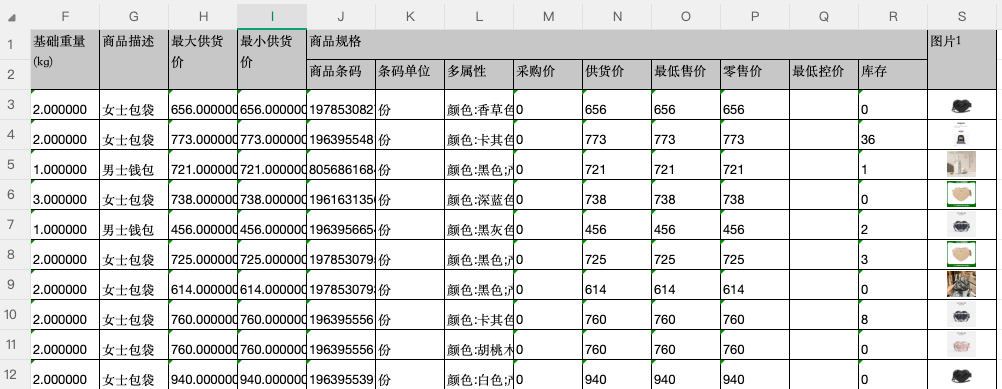 F G H I J K L M N O P Q R S
1 基础重量 商品描述 最大供货 最小供货 商品规格 图片1
(kg) 价 价
2 商品条码 条码单位 多属性 采购价 供货价 最低售价 零售价 最低控价 库存
3 2.000000 女士包袋 656.000000 656.000000 197853082 份 颜色:香草色 0 656 656 656 0
4 2.000000 女士包袋 773.000000 773.000000 196395548 份 颜色:卡其色 0 773 773 773 36
5 1.000000 男士钱包 721.000000 721.000000 805686168 份 颜色:黑色; 0 721 721 721 1
6 3.000000 女士包袋 738.000000 738.000000 196163135 份 颜色:深蓝色 0 738 738 738 0
7 1.000000 男士钱包 456.000000 456.000000 196395665 份 颜色:黑灰色 0 456 456 456 2
8 2.000000 女士包袋 725.000000 725.000000 197853079 份 颜色:黑色; 0 725 725 725 3
9 2.000000 女士包袋 614.000000 614.000000 197853079 份 颜色:黑色; 0 614 614 614 0
10 2.000000 女士包袋 760.000000 760.000000 196395556 份 颜色:卡其色 0 760 760 760 8
11 2.000000 女士包袋 760.000000 760.000000 196395556 份 颜色:胡桃木 0 760 760 760 0
12 2.000000 女士包袋 940.000000 940.000000 196395539 份 颜色:白色; 0 940 940 940 0